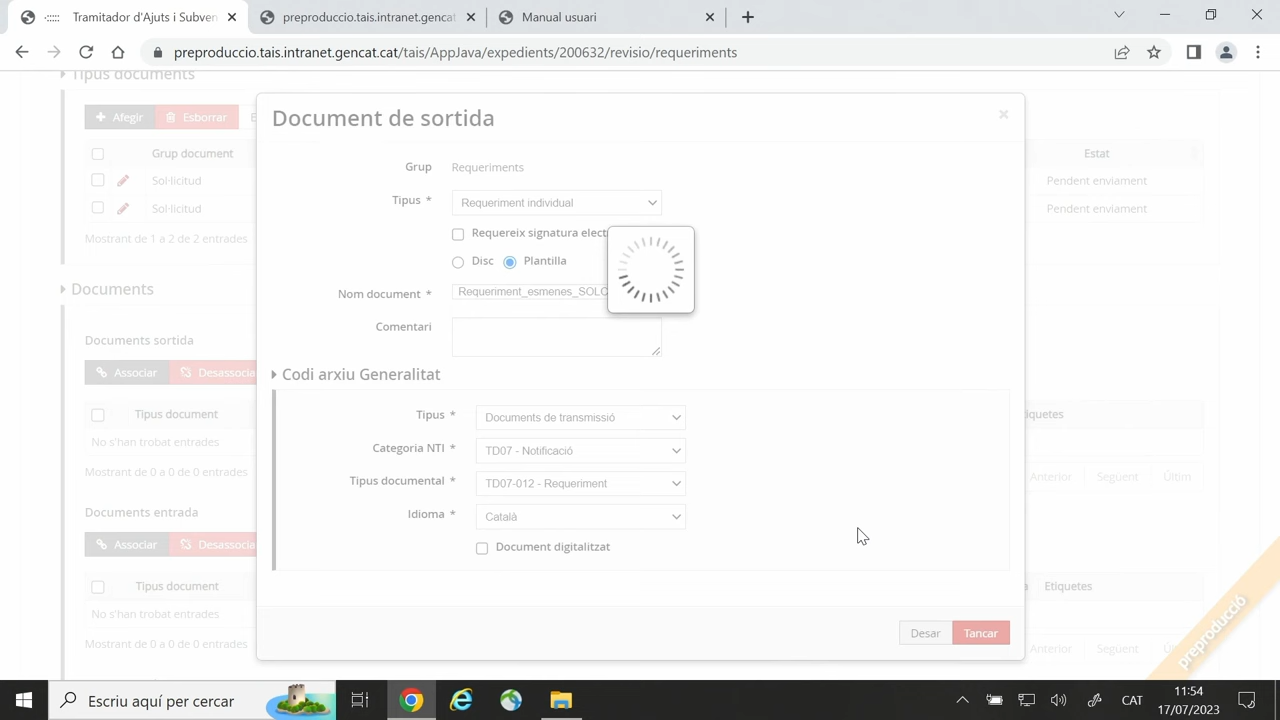 Tramitador d'Ajuts i Subven
preproduccio.tais.intranet.gencat
Manual usuari
preproduccio.tais.intranet.gencat.cat/tais/AppJava/expedients/200632/revisio/requeriments
Tipus documents
Afegir
Esborrar
Grup document
Estat
Sol·licitud
Pendent enviament
Sol·licitud
Pendent enviament
Mostrant de 1 a 2 de 2 entrades
Documents
Documents sortida
Associar
Desassocia
Tipus document
iquetes
No s'han trobat entrades
Mostrant de 0 a 0 de 0 entrades
Anterior
Següent
Últim
Documents entrada
Associar
Desassocia
Tipus document
Etiquetes
No s'han trobat entrades
Mostrant de 0 a 0 de 0 entrades
Anterior
Següent
Document de sortida
Grup
Requeriments
Tipus *
Requeriment individual
Requereix signatura elect
Disc
Plantilla
Nom document *
Requeriment_esmenes_SOLC
Comentari
Codi arxiu Generalitat
Tipus *
Documents de transmissió
Categoria NTI *
TD07 - Notificació
Tipus documental *
TD07-012 - Requeriment
Idioma *
Català
Document digitalitzat
Desar
Tancar
preproducció
Escriu aquí per cercar
CAT
11:54
17/07/2023